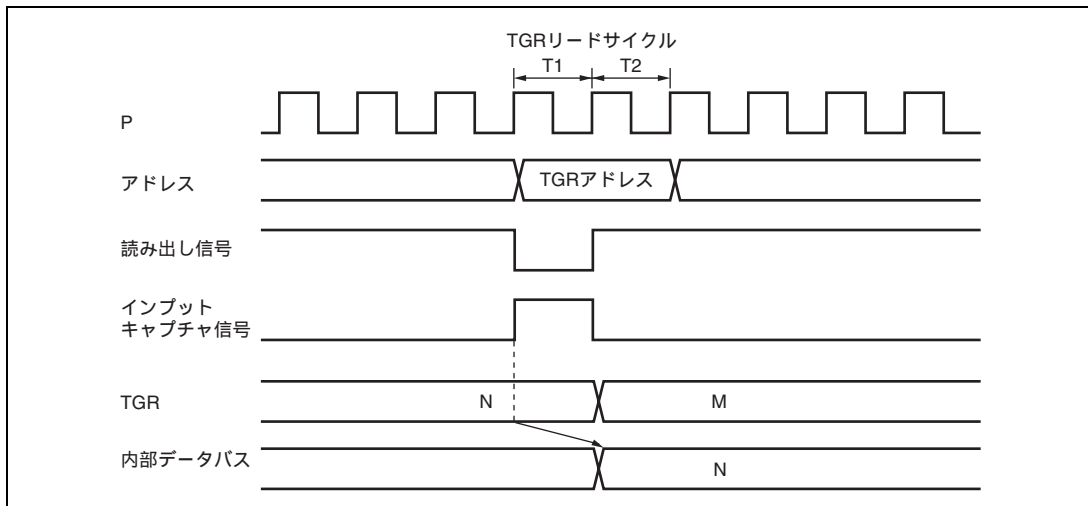 TGRリードサイクル
T1
T2
P
アドレス
TGRアドレス
読み出し信号
インプット
キャプチャ信号
TGR
N
M
内部データバス
N